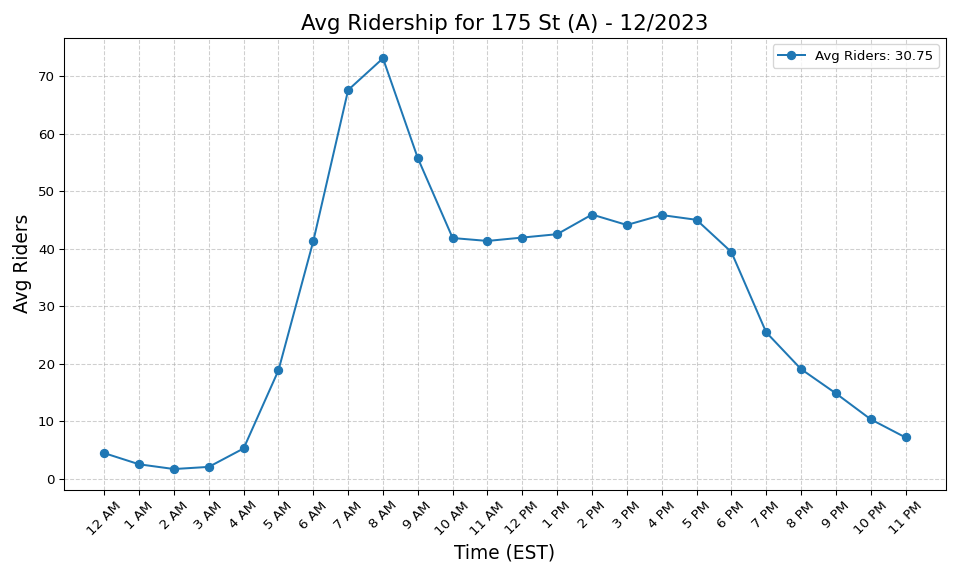 Avg Ridership for 175 St (A) - 12/2023
Avg Riders: 30.75
Avg Riders
70
60
50
40
30
20
10
0
12 AM
1 AM
2 AM
3 AM
4 AM
5 AM
6 AM
7 AM
8 AM
9 AM
10 AM
11 AM
12 PM
1 PM
2 PM
3 PM
4 PM
5 PM
6 PM
7 PM
8 PM
9 PM
10 PM
11 PM
Time (EST)